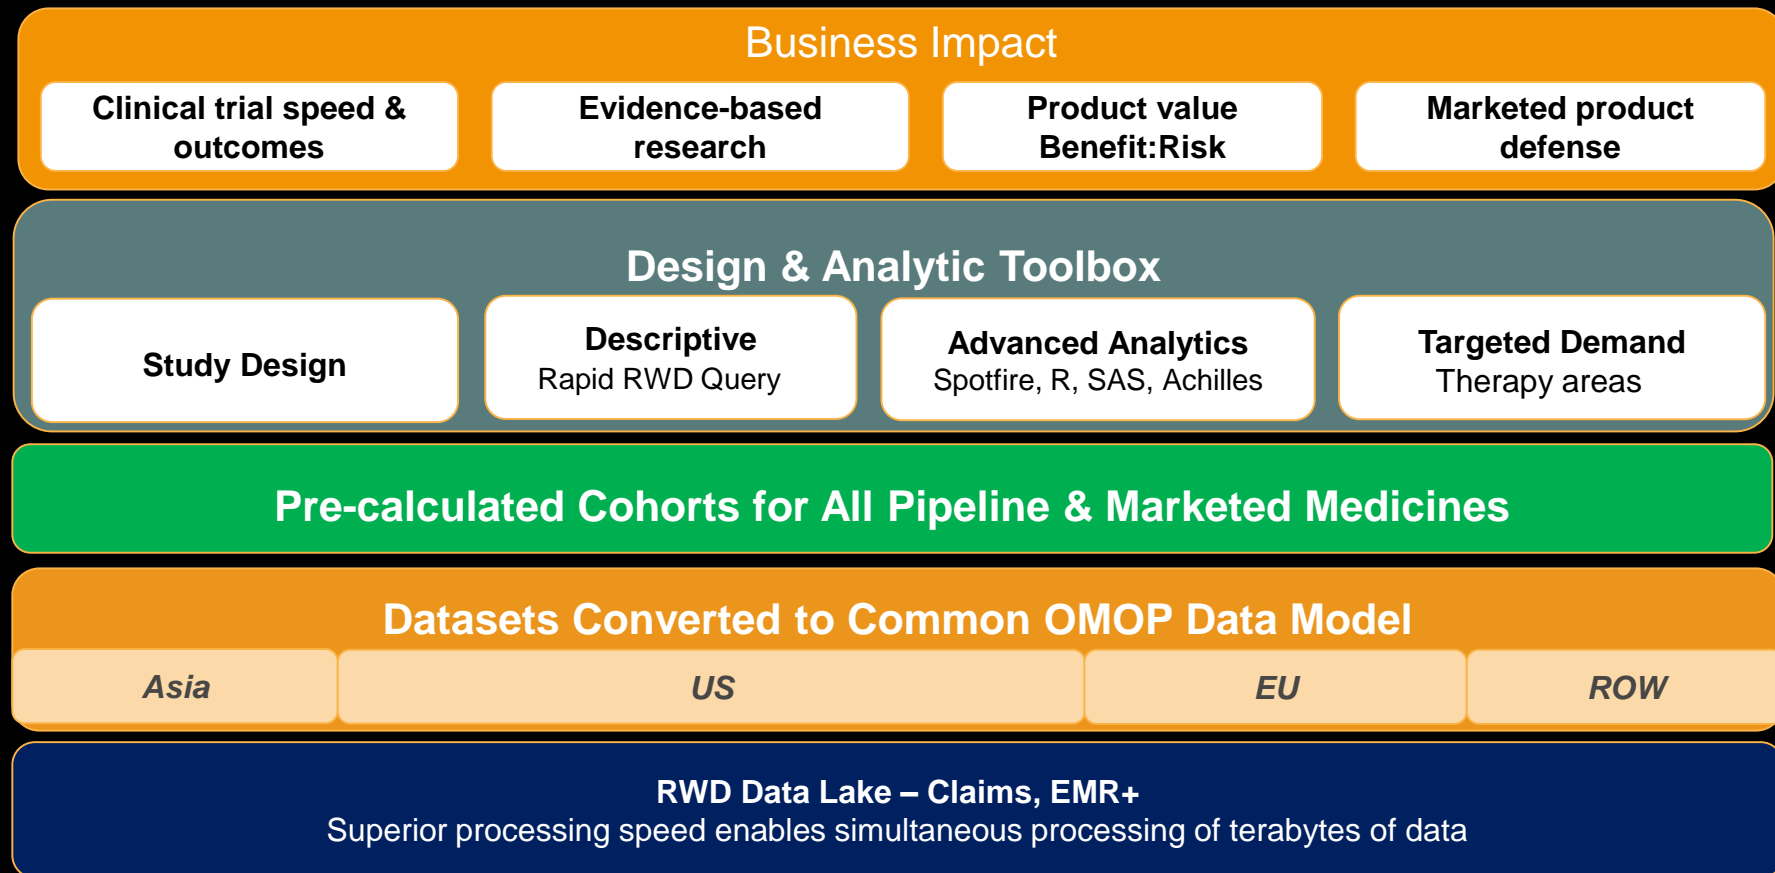 Business Impact
Clinical trial speed &
outcomes
Evidence-based
research
Product value
Benefit:Risk
Marketed product
defense
Design & Analytic Toolbox
Study Design
Descriptive
Rapid RWD Query
Advanced Analytics
Spotfire, R, SAS, Achilles
Targeted Demand
Therapy areas
Pre-calculated Cohorts for All Pipeline & Marketed Medicines
Datasets Converted to Common OMOP Data Model
Asia
US
EU
ROW
RWD Data Lake – Claims, EMR+
Superior processing speed enables simultaneous processing of terabytes of data